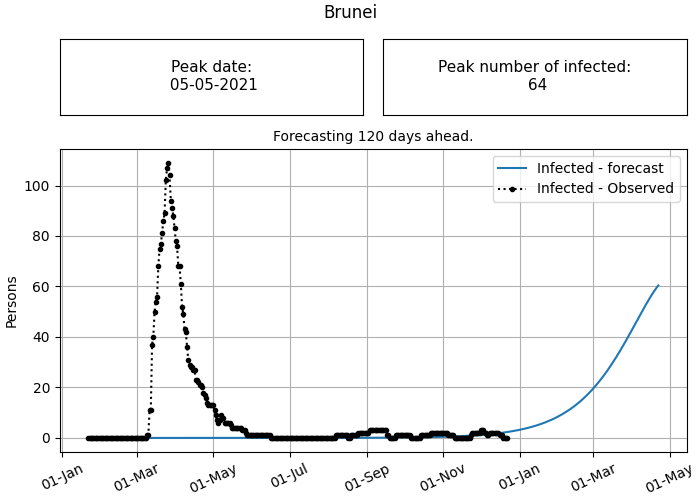 Brunei
Peak date:
05-05-2021
Peak number of infected:
64
Forecasting 120 days ahead.
Infected - forecast
Infected - Observed
Persons
100
80
60
40
20
0
01-Jan
01-Mar
01-May
01-Jul
01-Sep
01-Nov
01-Jan
01-Mar
01-May